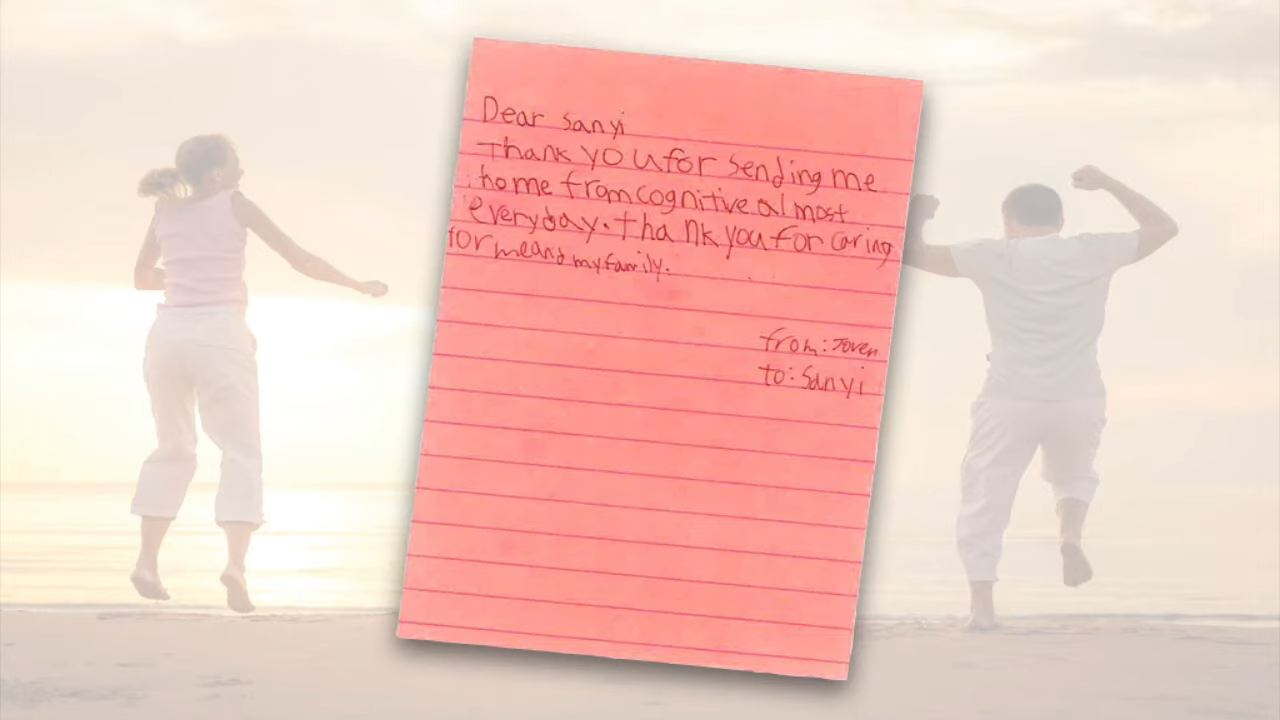 Dear Sanyi
Thank you for sending me
home from cognitive almost
everyday. Thank you for caring
for me and my family.
from: Joven
to: Sanyi